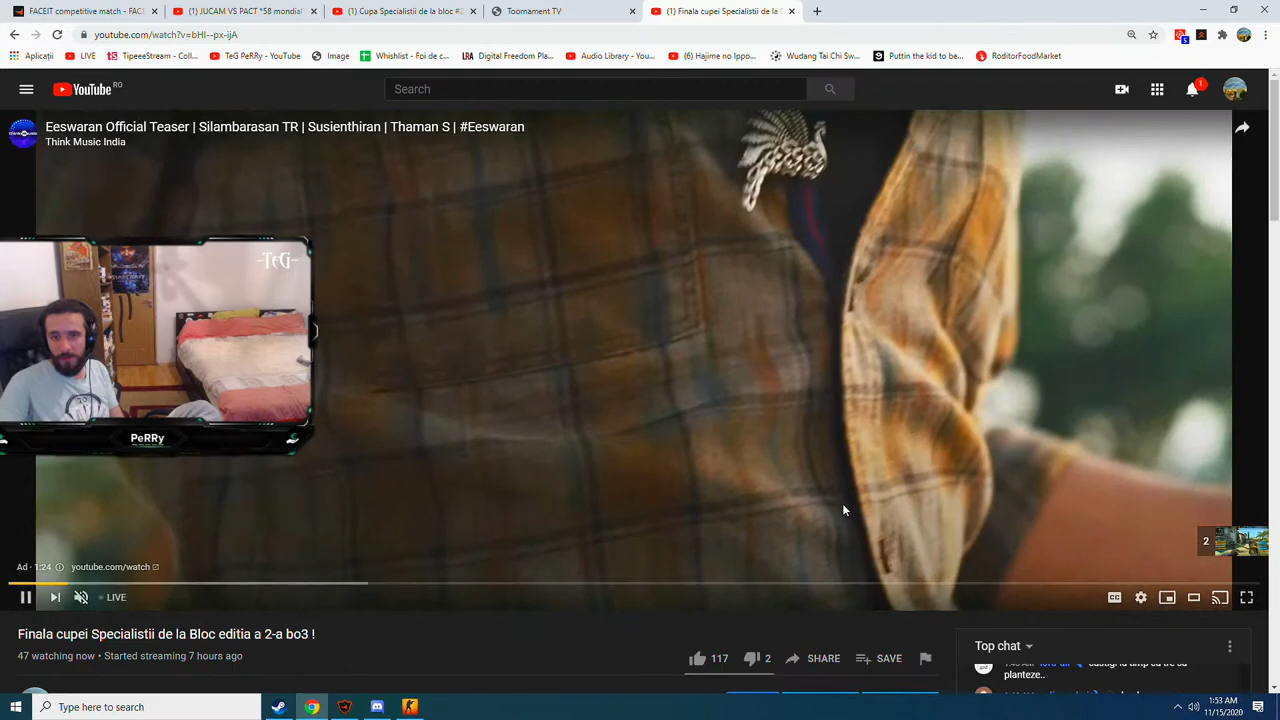 FACEIT competitive match - FACE
(1) JUCAM VS PACT *58 mondial
(1) Cupa Specialistii de la bloc #2
Toornament TV
(1) Finala cupei Specialistii de la B
youtube.com/watch?v=bHI--px-ijA
Aplicații
LIVE
TipeeeStream - Coll...
TeG PeRRy - YouTube
Image
Whishlist - Foi de c...
Digital Freedom Pla...
Audio Library - You...
(6) Hajime no Ippo...
Wudang Tai Chi Sw...
Puttin the kid to be...
RoditorFoodMarket
YouTube RO
Search
1
Eeswaran Official Teaser | Silambarasan TR | Susienthiran | Thaman S | #Eeswaran
Think Music India
-TeG-
PeRRy
2
Ad · 1:24
youtube.com/watch
LIVE
CC
Finala cupei Specialistii de la Bloc editia a 2-a bo3 !
47 watching now • Started streaming 7 hours ago
117
2
SHARE
SAVE
Top chat
planteze..
Type here to search
1:53 AM
11/15/2020